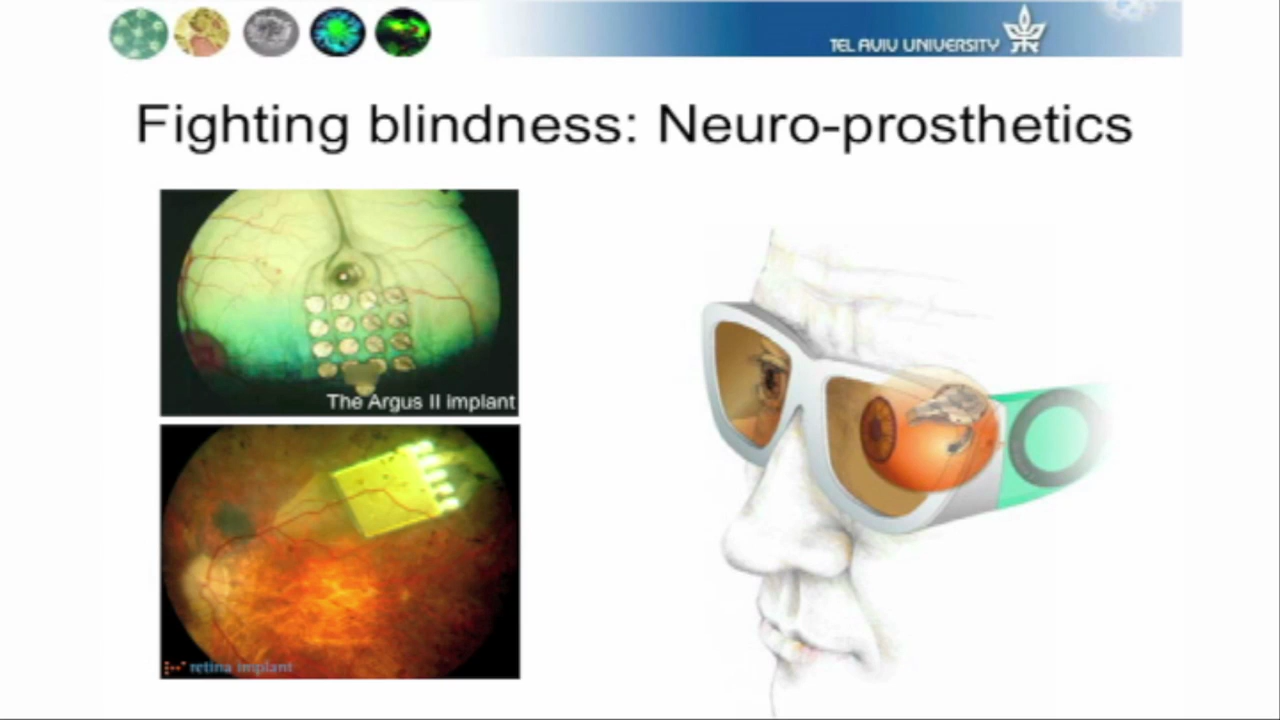 TEL AVIV UNIVERSITY
Fighting blindness: Neuro-prosthetics
The Argus II implant
retina implant